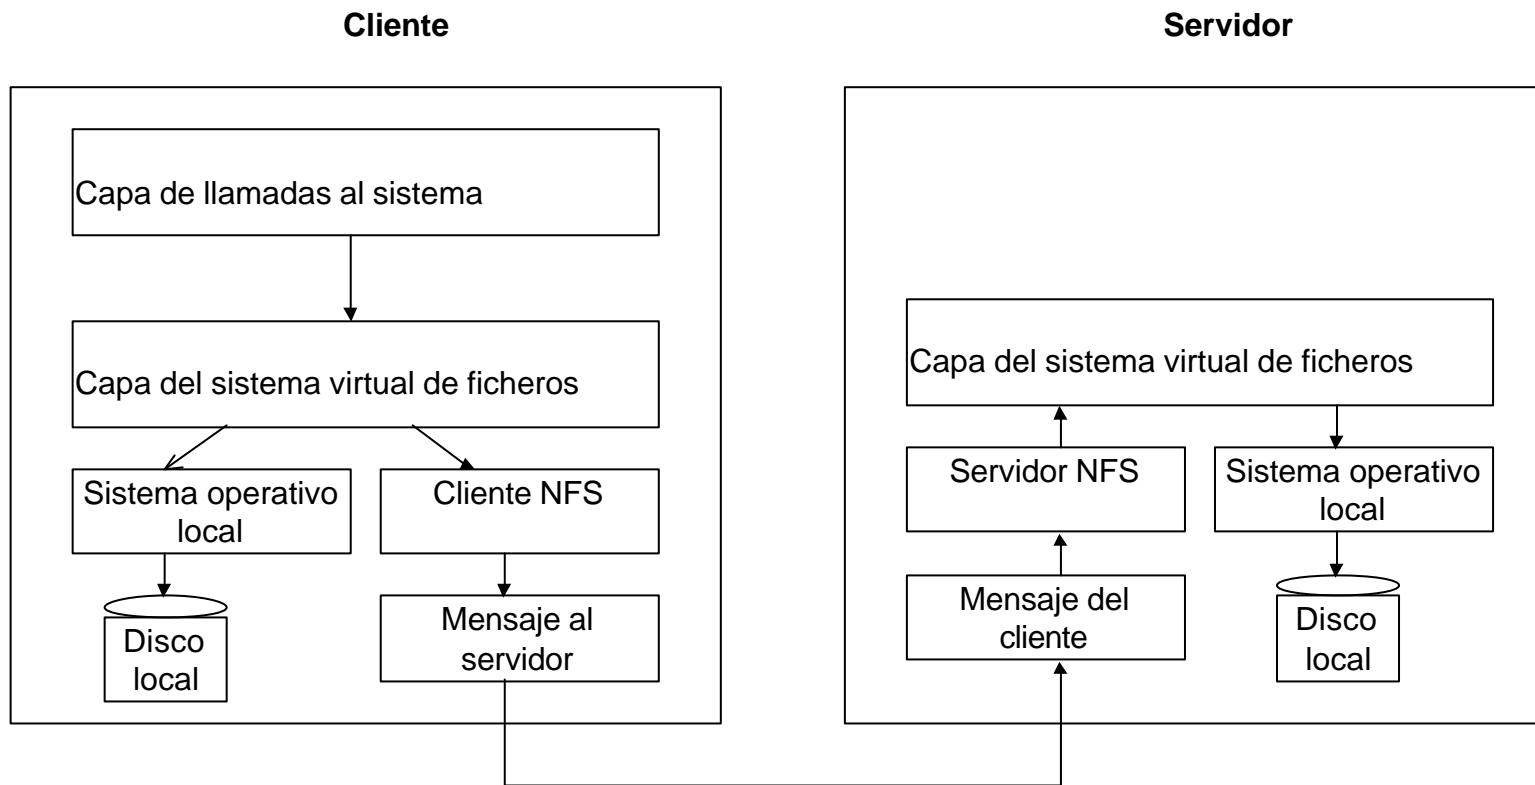 Cliente
Servidor
Capa de llamadas al sistema
Capa del sistema virtual de ficheros
Sistema operativo
local
Cliente NFS
Disco
local
Mensaje al
servidor
Capa del sistema virtual de ficheros
Servidor NFS
Sistema operativo
local
Mensaje del
cliente
Disco
local